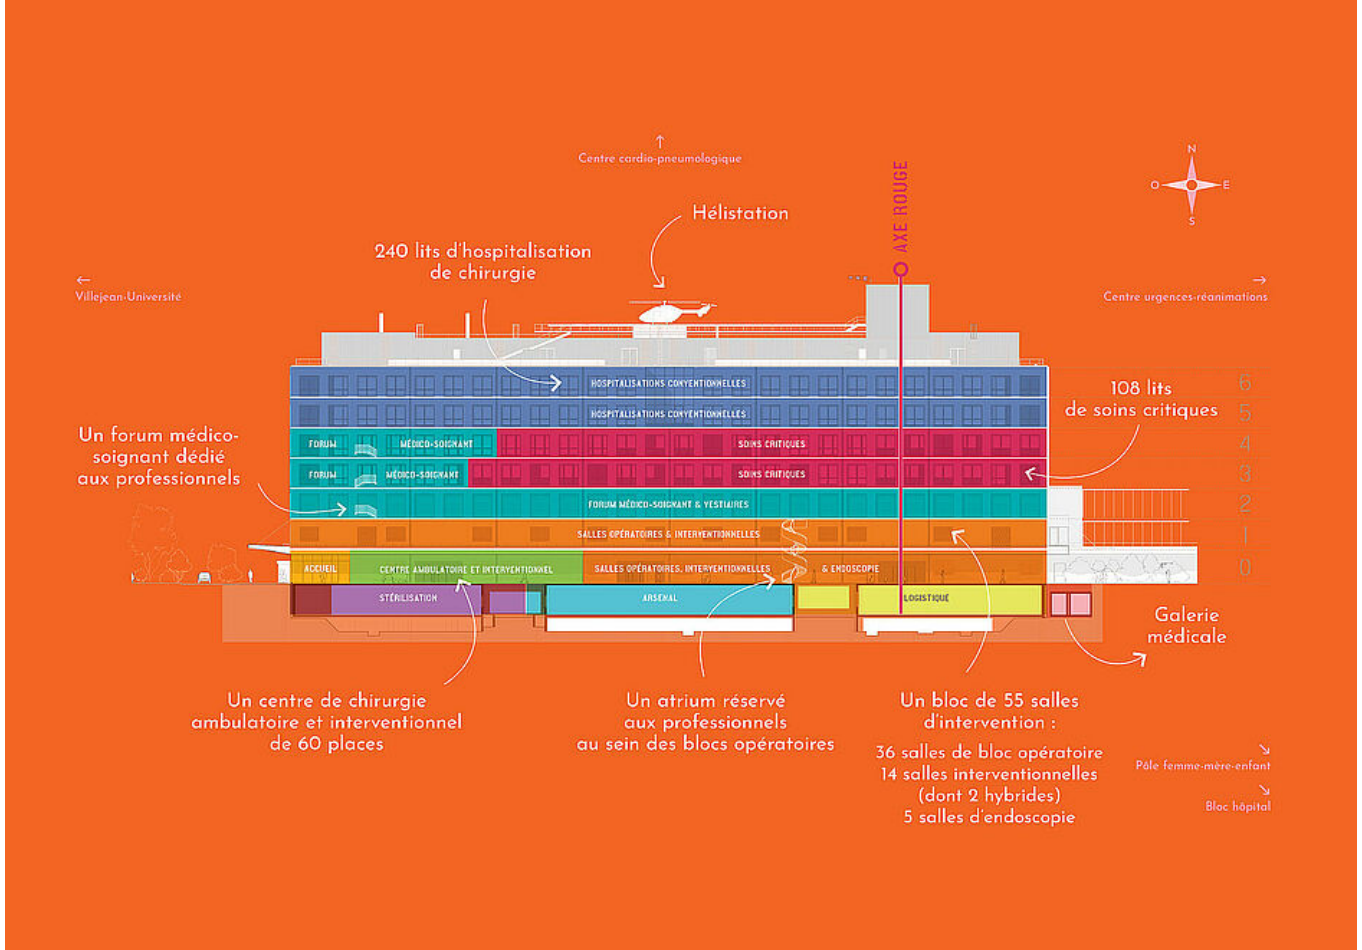 Centre cardio-pneumologique
N
O
E
S
AXE ROUGE
Hélistation
240 lits d'hospitalisation
de chirurgie
Villejean-Université
Centre urgences-réanimations
HOSPITALISATIONS CONVENTIONNELLES
6
108 lits
de soins critiques
HOSPITALISATIONS CONVENTIONNELLES
5
Un forum médico-
soignant dédié
aux professionnels
FORUM
MÉDICO-SOIGNANT
SOINS CRITIQUES
4
FORUM
MÉDICO-SOIGNANT
SOINS CRITIQUES
3
FORUM MÉDICO-SOIGNANT & VESTIAIRES
2
SALLES OPÉRATOIRES & INTERVENTIONNELLES
1
ACCUEIL
CENTRE AMBULATOIRE ET INTERVENTIONNEL
SALLES OPÉRATOIRES, INTERVENTIONNELLES
& ENDOSCOPIE
0
STÉRILISATION
ARSENAL
LOGISTIQUE
Galerie
médicale
Un centre de chirurgie
ambulatoire et interventionnel
de 60 places
Un atrium réservé
aux professionnels
au sein des blocs opératoires
Un bloc de 55 salles
d'intervention :
36 salles de bloc opératoire
14 salles interventionnelles
(dont 2 hybrides)
5 salles d'endoscopie
Pôle femme-mère-enfant
Bloc hôpital